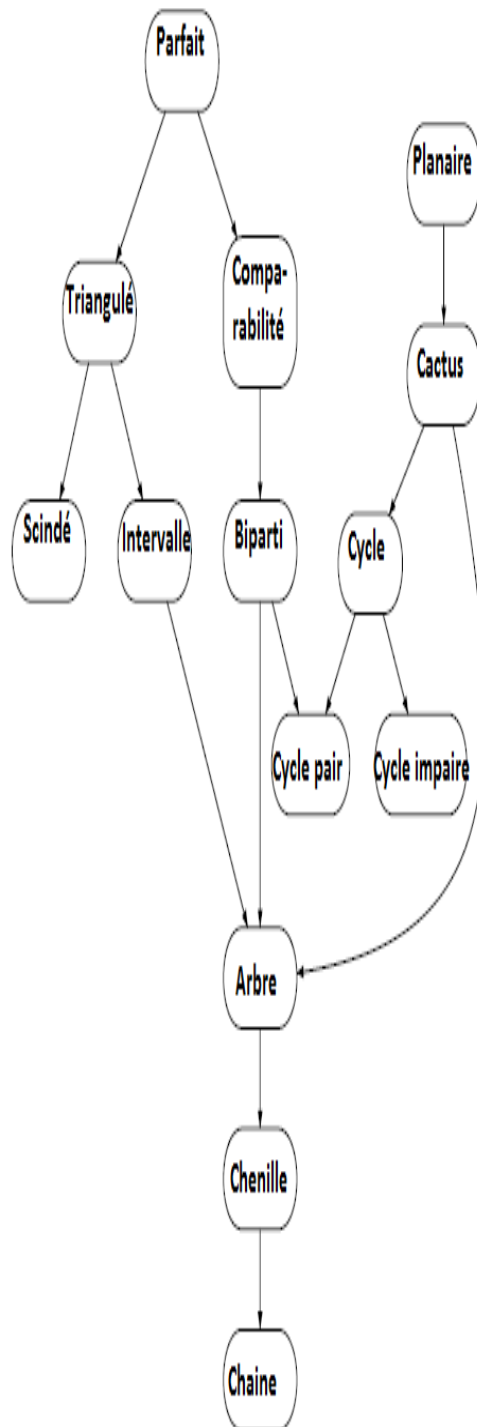 Parfait
Planaire
Triangulé
Compa-
rabilité
Cactus
Scindé
Intervalle
Biparti
Cycle
Cycle pair
Cycle impaire
Arbre
Chenille
Chaine